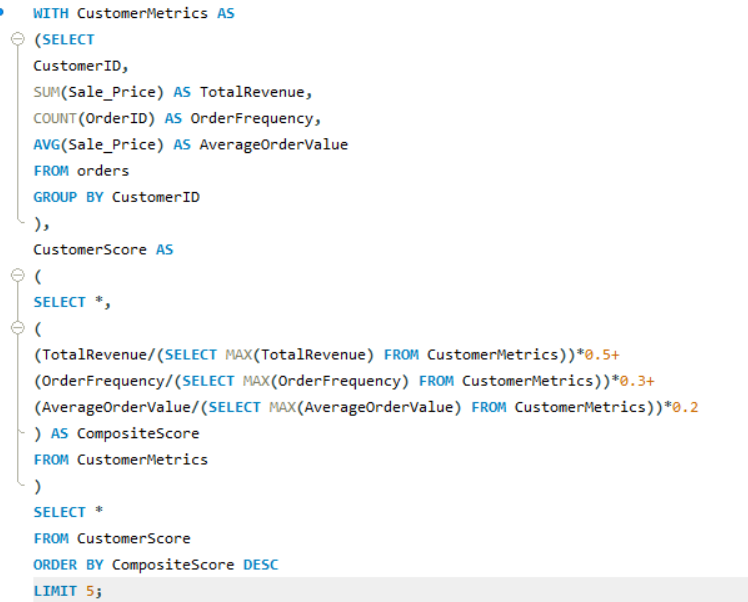 WITH CustomerMetrics AS
(SELECT
CustomerID,
SUM(Sale_Price) AS TotalRevenue,
COUNT(OrderID) AS OrderFrequency,
AVG(Sale_Price) AS AverageOrderValue
FROM orders
GROUP BY CustomerID
),
CustomerScore AS
(
SELECT *,
(
(TotalRevenue/(SELECT MAX(TotalRevenue) FROM CustomerMetrics))*0.5+
(OrderFrequency/(SELECT MAX(OrderFrequency) FROM CustomerMetrics))*0.3+
(AverageOrderValue/(SELECT MAX(AverageOrderValue) FROM CustomerMetrics))*0.2
) AS CompositeScore
FROM CustomerMetrics
)
SELECT *
FROM CustomerScore
ORDER BY CompositeScore DESC
LIMIT 5;